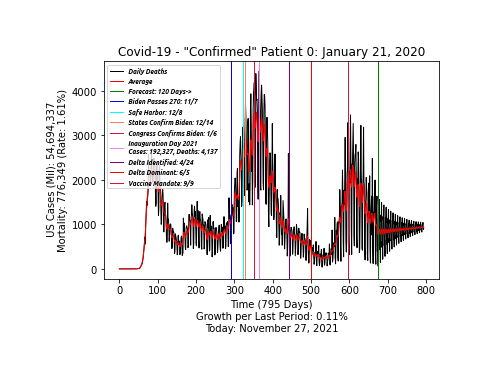 Covid-19 - "Confirmed" Patient 0: January 21, 2020
US Cases (Mil): 54,694,337
Mortality: 776,349 (Rate: 1.61%)
4000
3000
2000
1000
0
Daily Deaths
Average
Forecast: 120 Days->
Biden Passes 270: 11/7
Safe Harbor: 12/8
States Confirm Biden: 12/14
Congress Confirms Biden: 1/6
Inauguration Day 2021
Cases: 192,327, Deaths: 4,137
Delta Identified: 4/24
Delta Dominant: 6/5
Vaccine Mandate: 9/9
0 100 200 300 400 500 600 700 800
Time (795 Days)
Growth per Last Period: 0.11%
Today: November 27, 2021